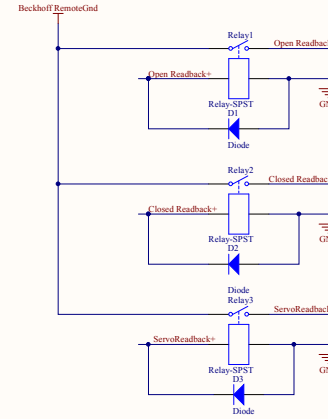 Beckhoff RemoteGnd
Relay1
Open Readback
Open Readback+
Relay-SPST
D1
Diode
Relay2
Closed Readback
Closed Readback+
Relay-SPST
D2
Diode
Relay3
ServoReadback
ServoReadback+
Relay-SPST
D3
Diode